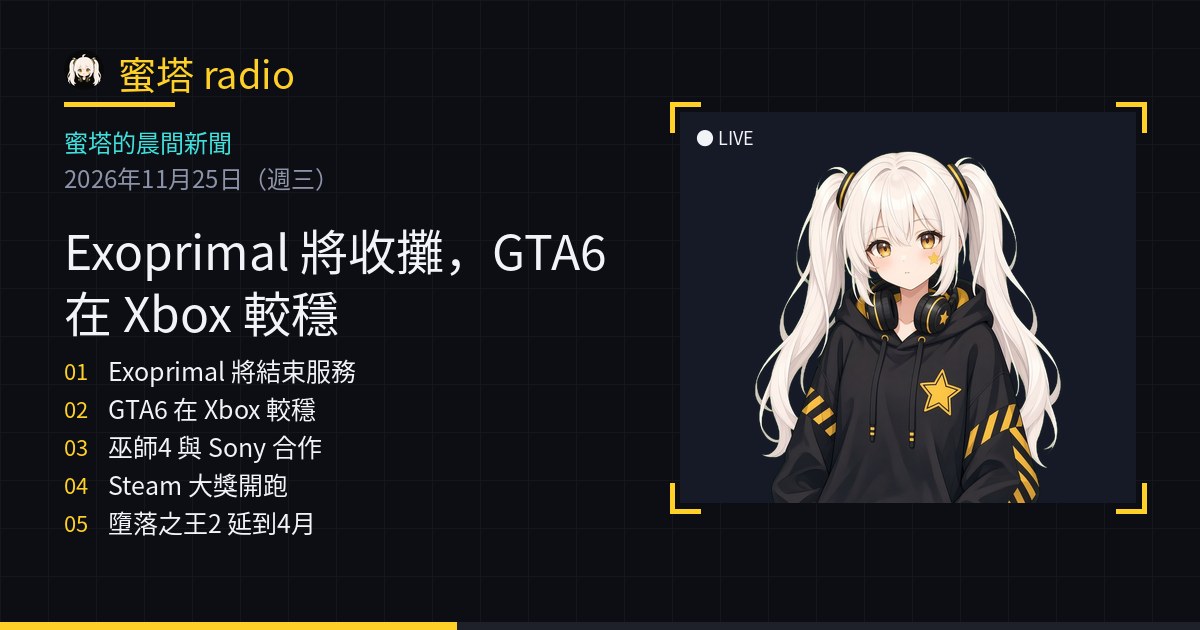 蜜塔 radio
蜜塔的晨間新聞
2026年11月25日（週三）
Exoprimal 將收攤，GTA6
在 Xbox 較穩
01 Exoprimal 將結束服務
02 GTA6 在 Xbox 較穩
03 巫師4 與 Sony 合作
04 Steam 大獎開跑
05 墮落之王2 延到4月
LIVE